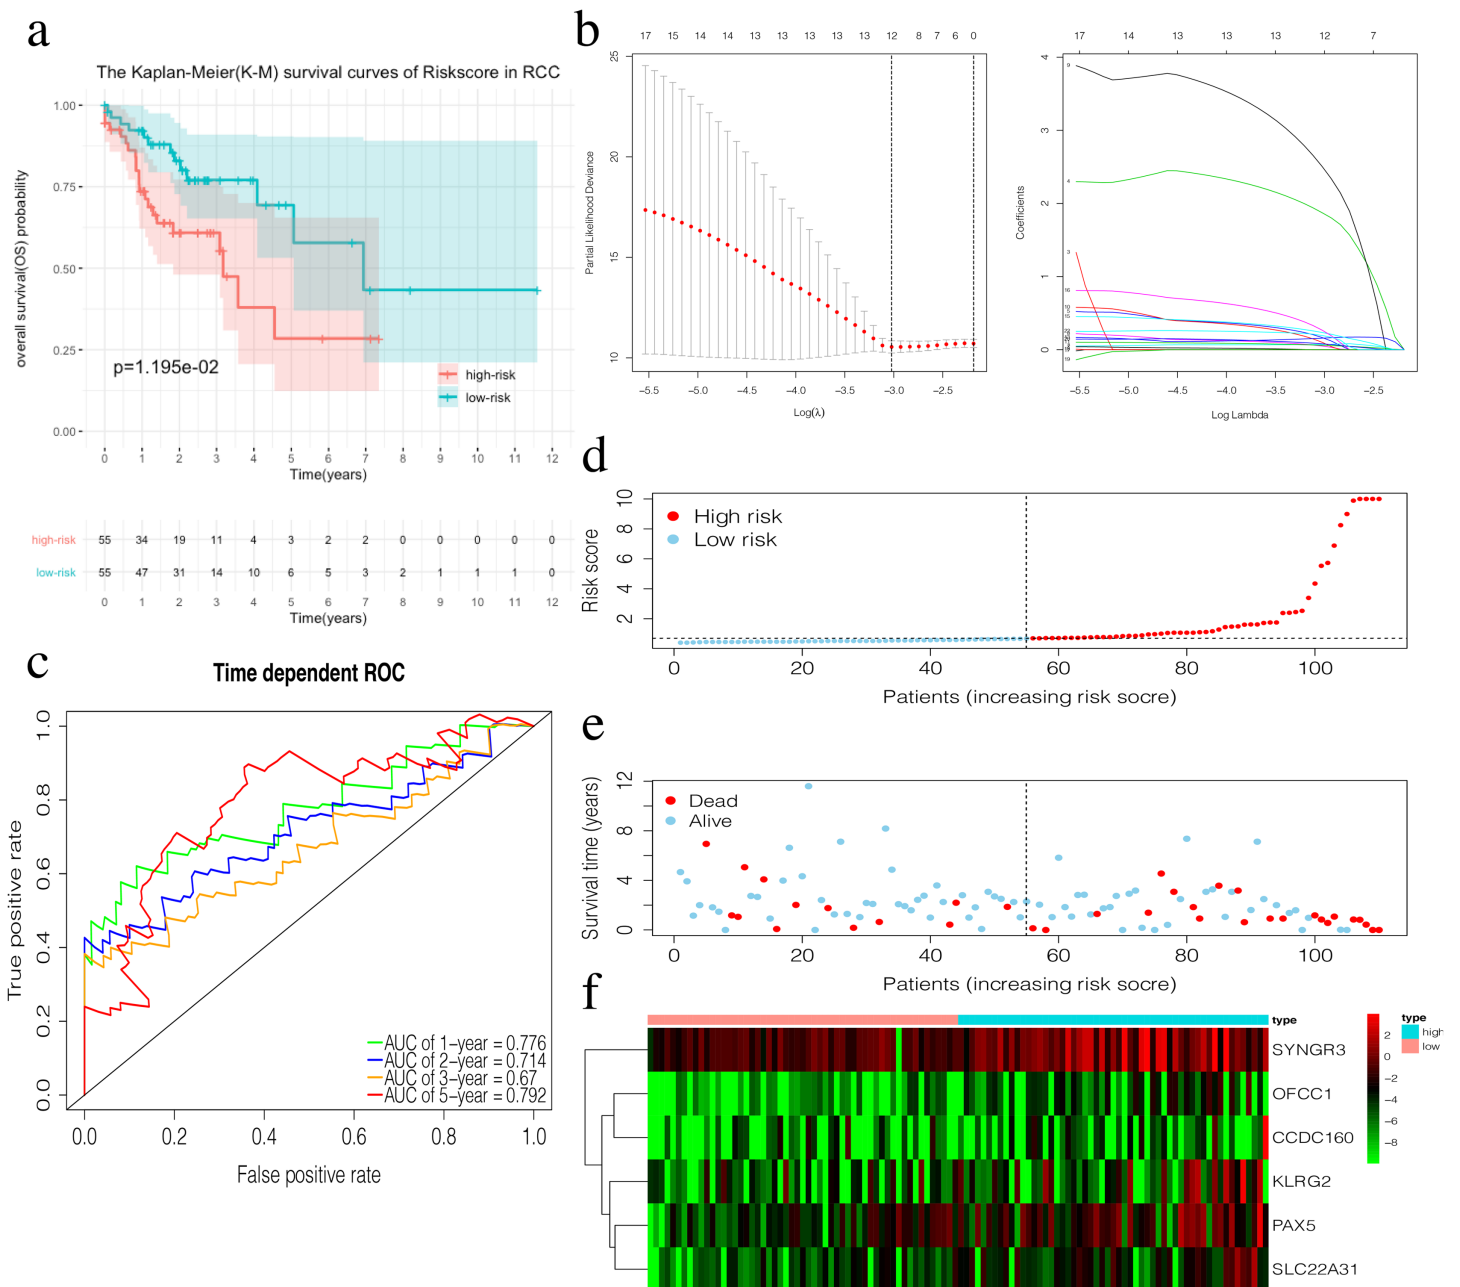 a
The Kaplan-Meier(K-M) survival curves of Riskscore in RCC
overall survival(OS) probability
1.00
0.75
0.50
0.25
0.00
p=1.195e-02
high-risk
low-risk
0 1 2 3 4 5 6 7 8 9 10 11 12
Time(years)
high-risk 55 34 19 11 4 3 2 2 0 0 0 0 0
low-risk 55 47 31 14 10 6 5 3 2 1 1 1 0
0 1 2 3 4 5 6 7 8 9 10 11 12
Time(years)
b
17 15 14 14 13 13 13 13 13 12 8 7 6 0
Partial Likelihood Deviance
25
20
15
10
−5.5 −5.0 −4.5 −4.0 −3.5 −3.0 −2.5
Log(λ)
17 14 13 13 13 12 7
Coefficients
4
3
2
1
0
9
4
3
16
10
15
19
−5.5 −5.0 −4.5 −4.0 −3.5 −3.0 −2.5
Log Lambda
c
Time dependent ROC
True positive rate
1.0
0.8
0.6
0.4
0.2
0.0
AUC of 1−year = 0.776
AUC of 2−year = 0.714
AUC of 3−year = 0.67
AUC of 5−year = 0.792
0.0 0.2 0.4 0.6 0.8 1.0
False positive rate
d
Risk score
10
8
6
4
2
High risk
Low risk
0 20 40 60 80 100
Patients (increasing risk socre)
e
Survival time (years)
12
8
4
0
Dead
Alive
0 20 40 60 80 100
Patients (increasing risk socre)
f
type
SYNGR3
OFCC1
CCDC160
KLRG2
PAX5
SLC22A31
2
0
−2
−4
−6
−8
type
high
low